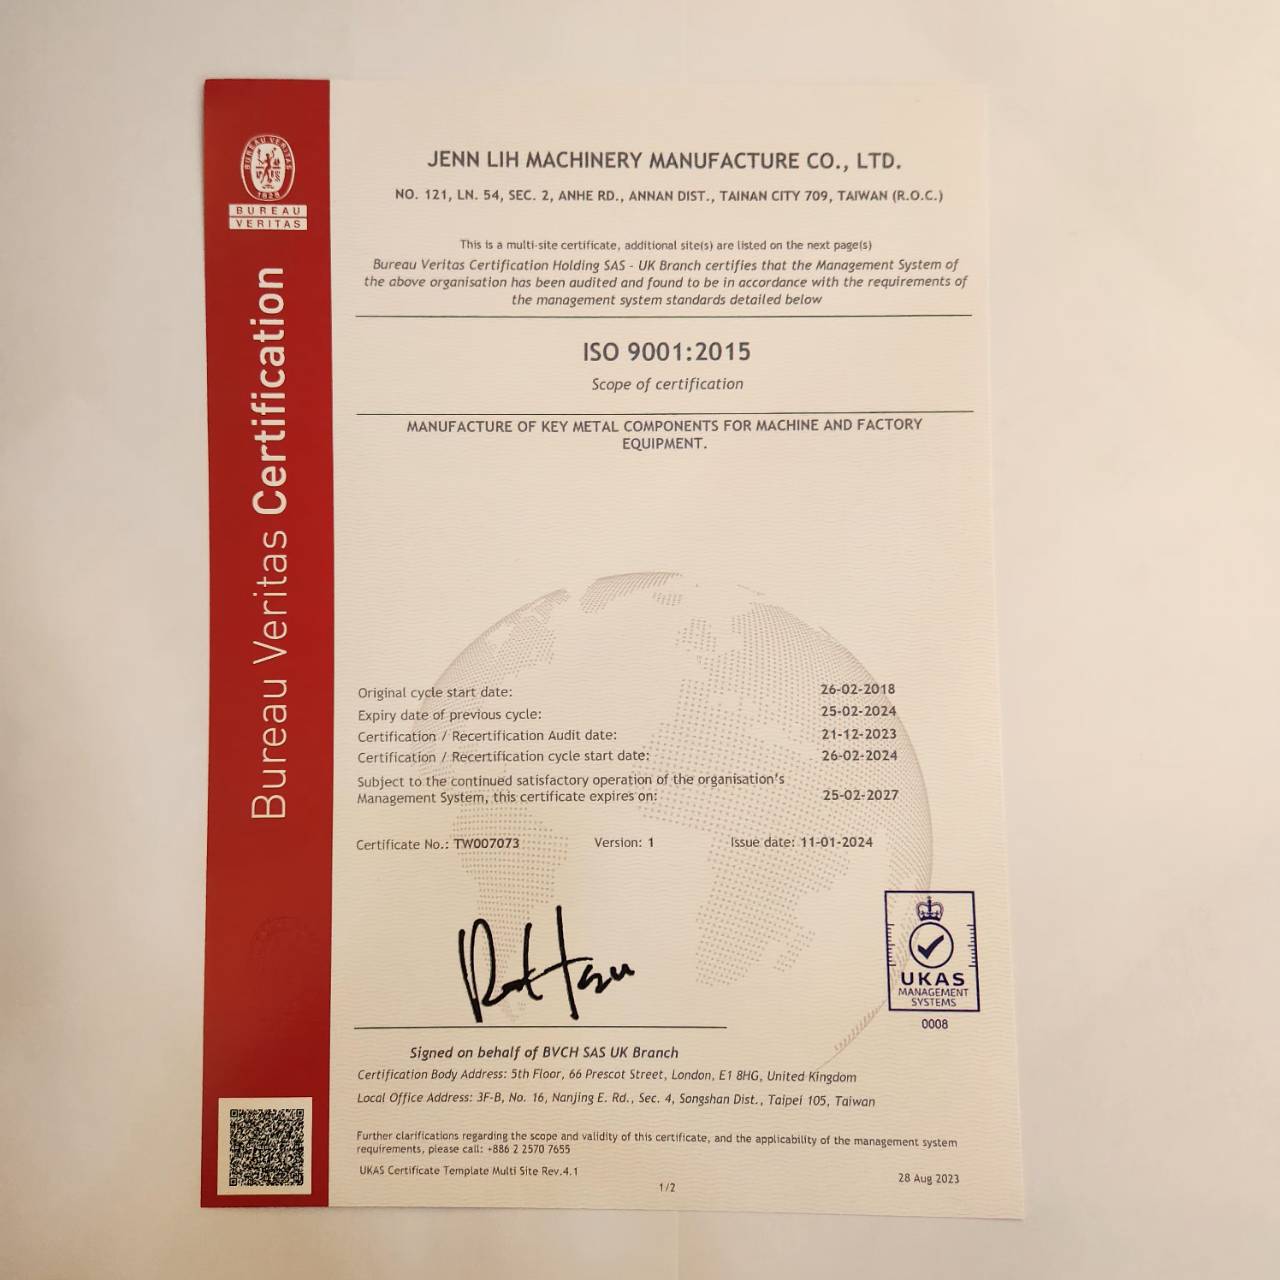 BUREAU VERITAS
1828
BUREAU
VERITAS
Bureau Veritas Certification
JENN LIH MACHINERY MANUFACTURE CO., LTD.
NO. 121, LN. 54, SEC. 2, ANHE RD., ANNAN DIST., TAINAN CITY 709, TAIWAN (R.O.C.)
This is a multi-site certificate, additional site(s) are listed on the next page(s)
Bureau Veritas Certification Holding SAS - UK Branch certifies that the Management System of
the above organisation has been audited and found to be in accordance with the requirements of
the management system standards detailed below
ISO 9001:2015
Scope of certification
MANUFACTURE OF KEY METAL COMPONENTS FOR MACHINE AND FACTORY
EQUIPMENT.
Original cycle start date: 26-02-2018
Expiry date of previous cycle: 25-02-2024
Certification / Recertification Audit date: 21-12-2023
Certification / Recertification cycle start date: 26-02-2024
Subject to the continued satisfactory operation of the organisation's
Management System, this certificate expires on: 25-02-2027
Certificate No.: TW007073 Version: 1 Issue date: 11-01-2024
UKAS
MANAGEMENT
SYSTEMS
0008
Signed on behalf of BVCH SAS UK Branch
Certification Body Address: 5th Floor, 66 Prescot Street, London, E1 8HG, United Kingdom
Local Office Address: 3F-B, No. 16, Nanjing E. Rd., Sec. 4, Songshan Dist., Taipei 105, Taiwan
Further clarifications regarding the scope and validity of this certificate, and the applicability of the management system
requirements, please call: +886 2 2570 7655
UKAS Certificate Template Multi Site Rev.4.1
28 Aug 2023
1/2